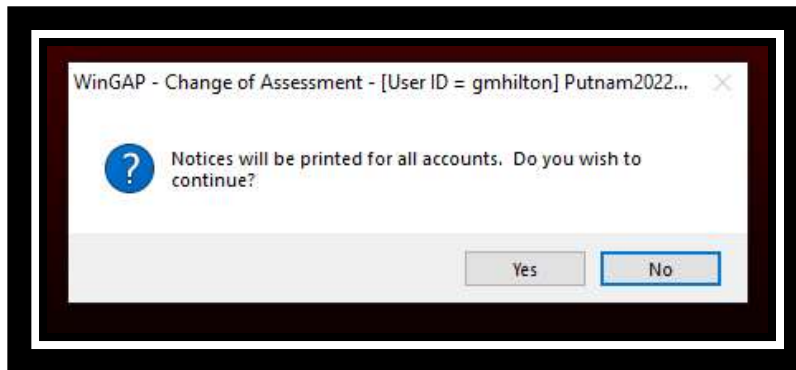 WinGAP - Change of Assessment - [User ID = gmhilton] Putnam2022...
Notices will be printed for all accounts.  Do you wish to
continue?
Yes No